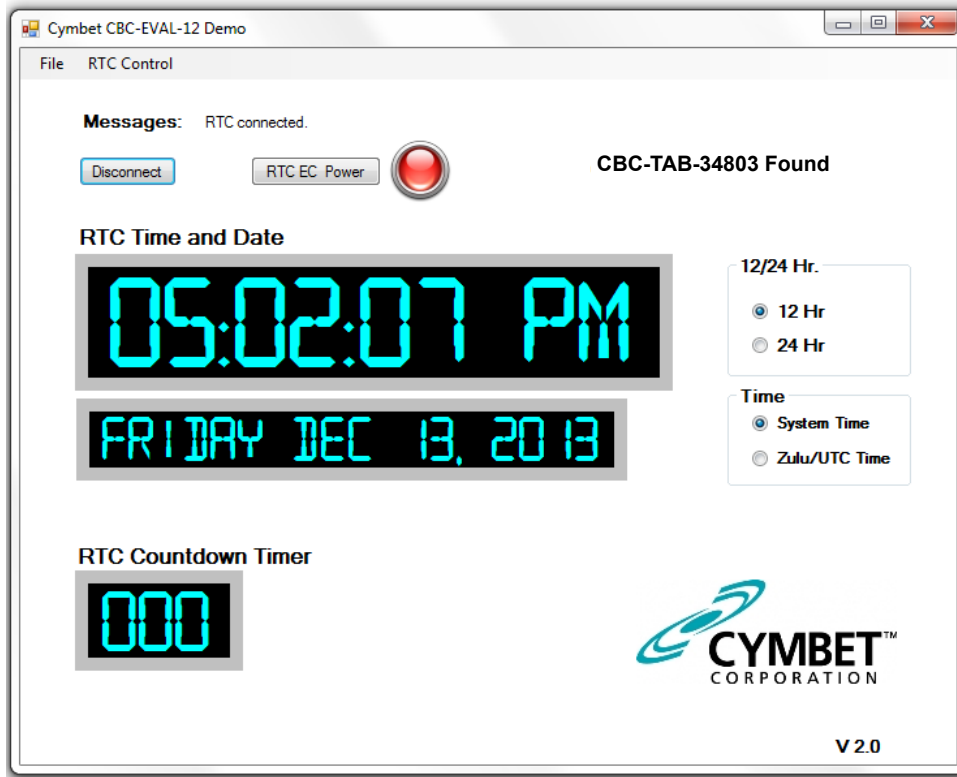 Cymbet CBC-EVAL-12 Demo
File RTC Control
Messages: RTC connected.
Disconnect RTC EC Power CBC-TAB-34803 Found
RTC Time and Date
05:02:07 PM
12/24 Hr.
12 Hr
24 Hr
FRIDAY DEC 13, 2013
Time
System Time
Zulu/UTC Time
RTC Countdown Timer
000
CYMBET™
CORPORATION
V 2.0